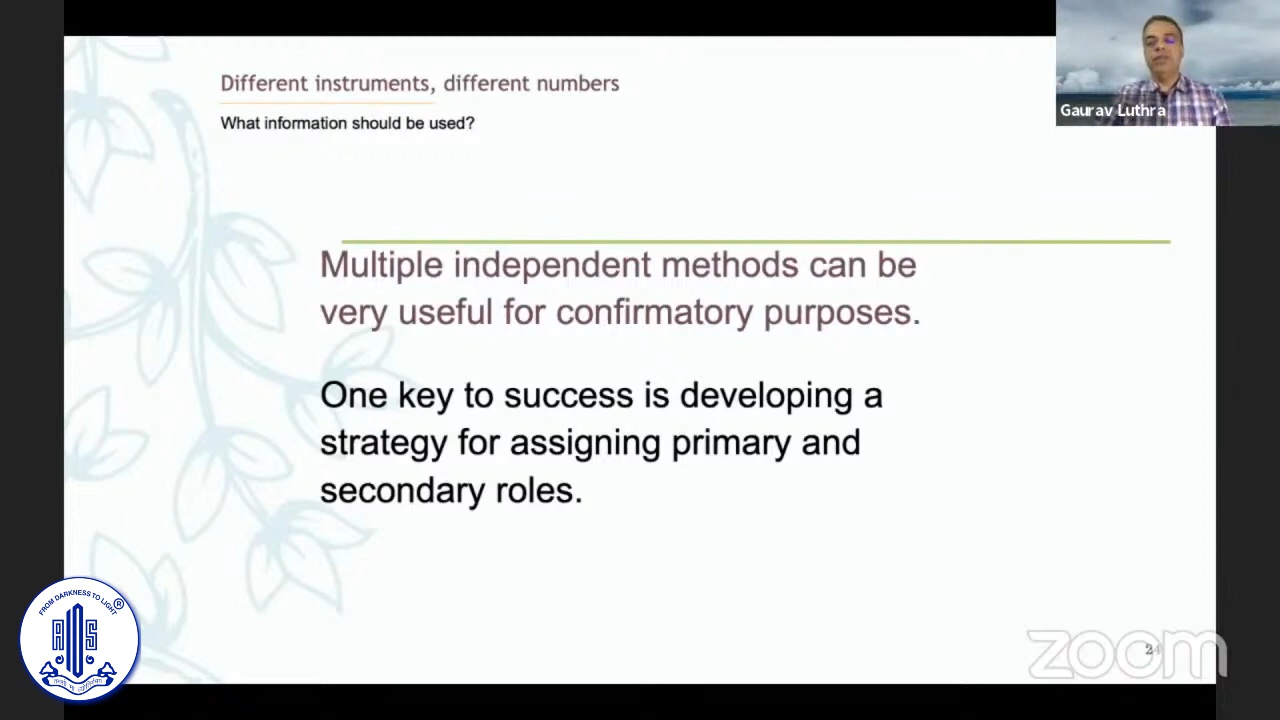 Different instruments, different numbers
What information should be used?
Gaurav Luthra
Multiple independent methods can be
very useful for confirmatory purposes.
One key to success is developing a
strategy for assigning primary and
secondary roles.
FROM DARKNESS TO LIGHT
®
AIOS
zoom